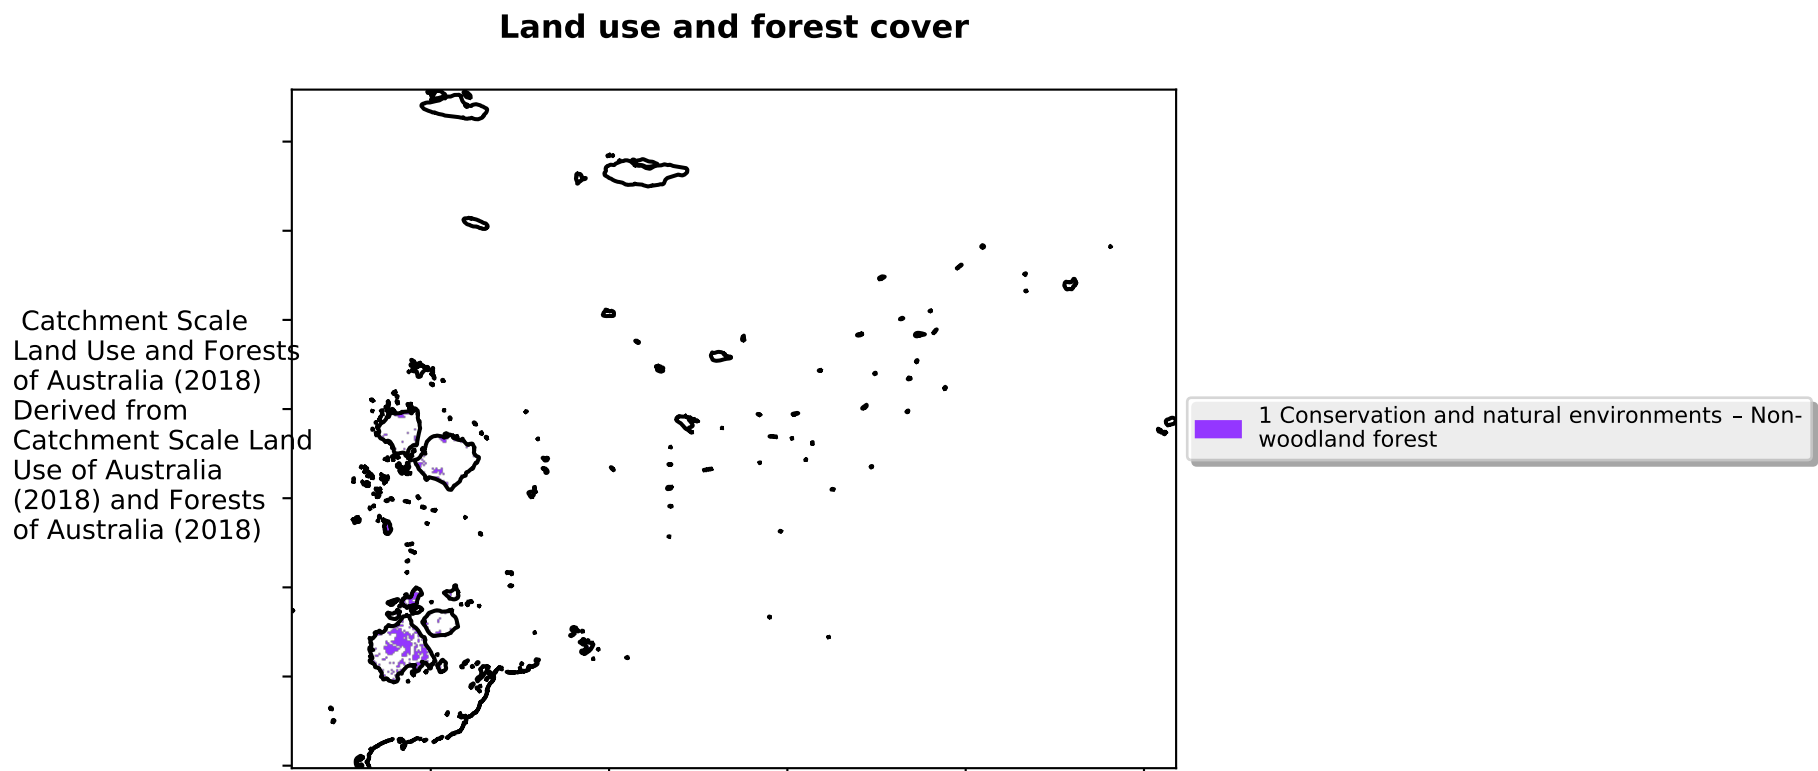 Land use and forest cover
Catchment Scale
Land Use and Forests
of Australia (2018)
Derived from
Catchment Scale Land
Use of Australia
(2018) and Forests
of Australia (2018)
1 Conservation and natural environments – Non-
woodland forest